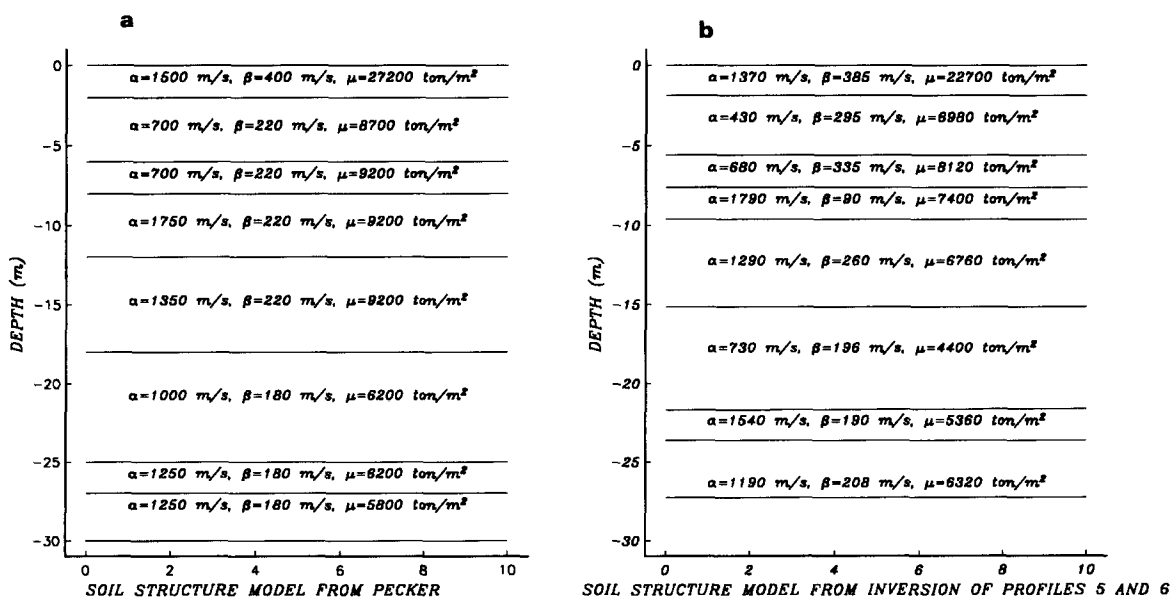 a
0
-5
-10
-15
-20
-25
-30
DEPTH (m)
α=1500 m/s, β=400 m/s, μ=27200 ton/m²
α=700 m/s, β=220 m/s, μ=8700 ton/m²
α=700 m/s, β=220 m/s, μ=9200 ton/m²
α=1750 m/s, β=220 m/s, μ=9200 ton/m²
α=1350 m/s, β=220 m/s, μ=9200 ton/m²
α=1000 m/s, β=180 m/s, μ=6200 ton/m²
α=1250 m/s, β=180 m/s, μ=6200 ton/m²
α=1250 m/s, β=180 m/s, μ=5800 ton/m²
0 2 4 6 8 10
SOIL STRUCTURE MODEL FROM PECKER
b
0
-5
-10
-15
-20
-25
-30
DEPTH (m)
α=1370 m/s, β=385 m/s, μ=22700 ton/m²
α=430 m/s, β=295 m/s, μ=6980 ton/m²
α=680 m/s, β=335 m/s, μ=8120 ton/m²
α=1790 m/s, β=90 m/s, μ=7400 ton/m²
α=1290 m/s, β=260 m/s, μ=6760 ton/m²
α=730 m/s, β=196 m/s, μ=4400 ton/m²
α=1540 m/s, β=190 m/s, μ=5360 ton/m²
α=1190 m/s, β=208 m/s, μ=6320 ton/m²
0 2 4 6 8 10
SOIL STRUCTURE MODEL FROM INVERSION OF PROFILES 5 AND 6